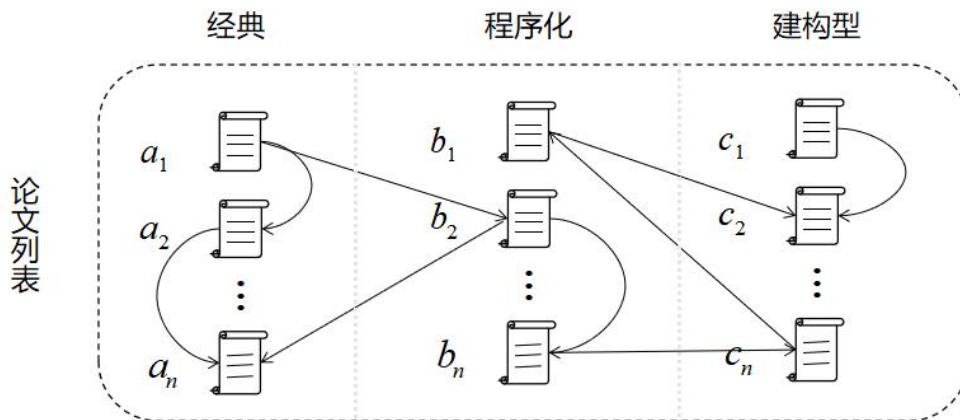 经典 程序化 建构型
论文列表
a₁ b₁ c₁
a₂ b₂ c₂
⋮ ⋮ ⋮
aₙ bₙ cₙ